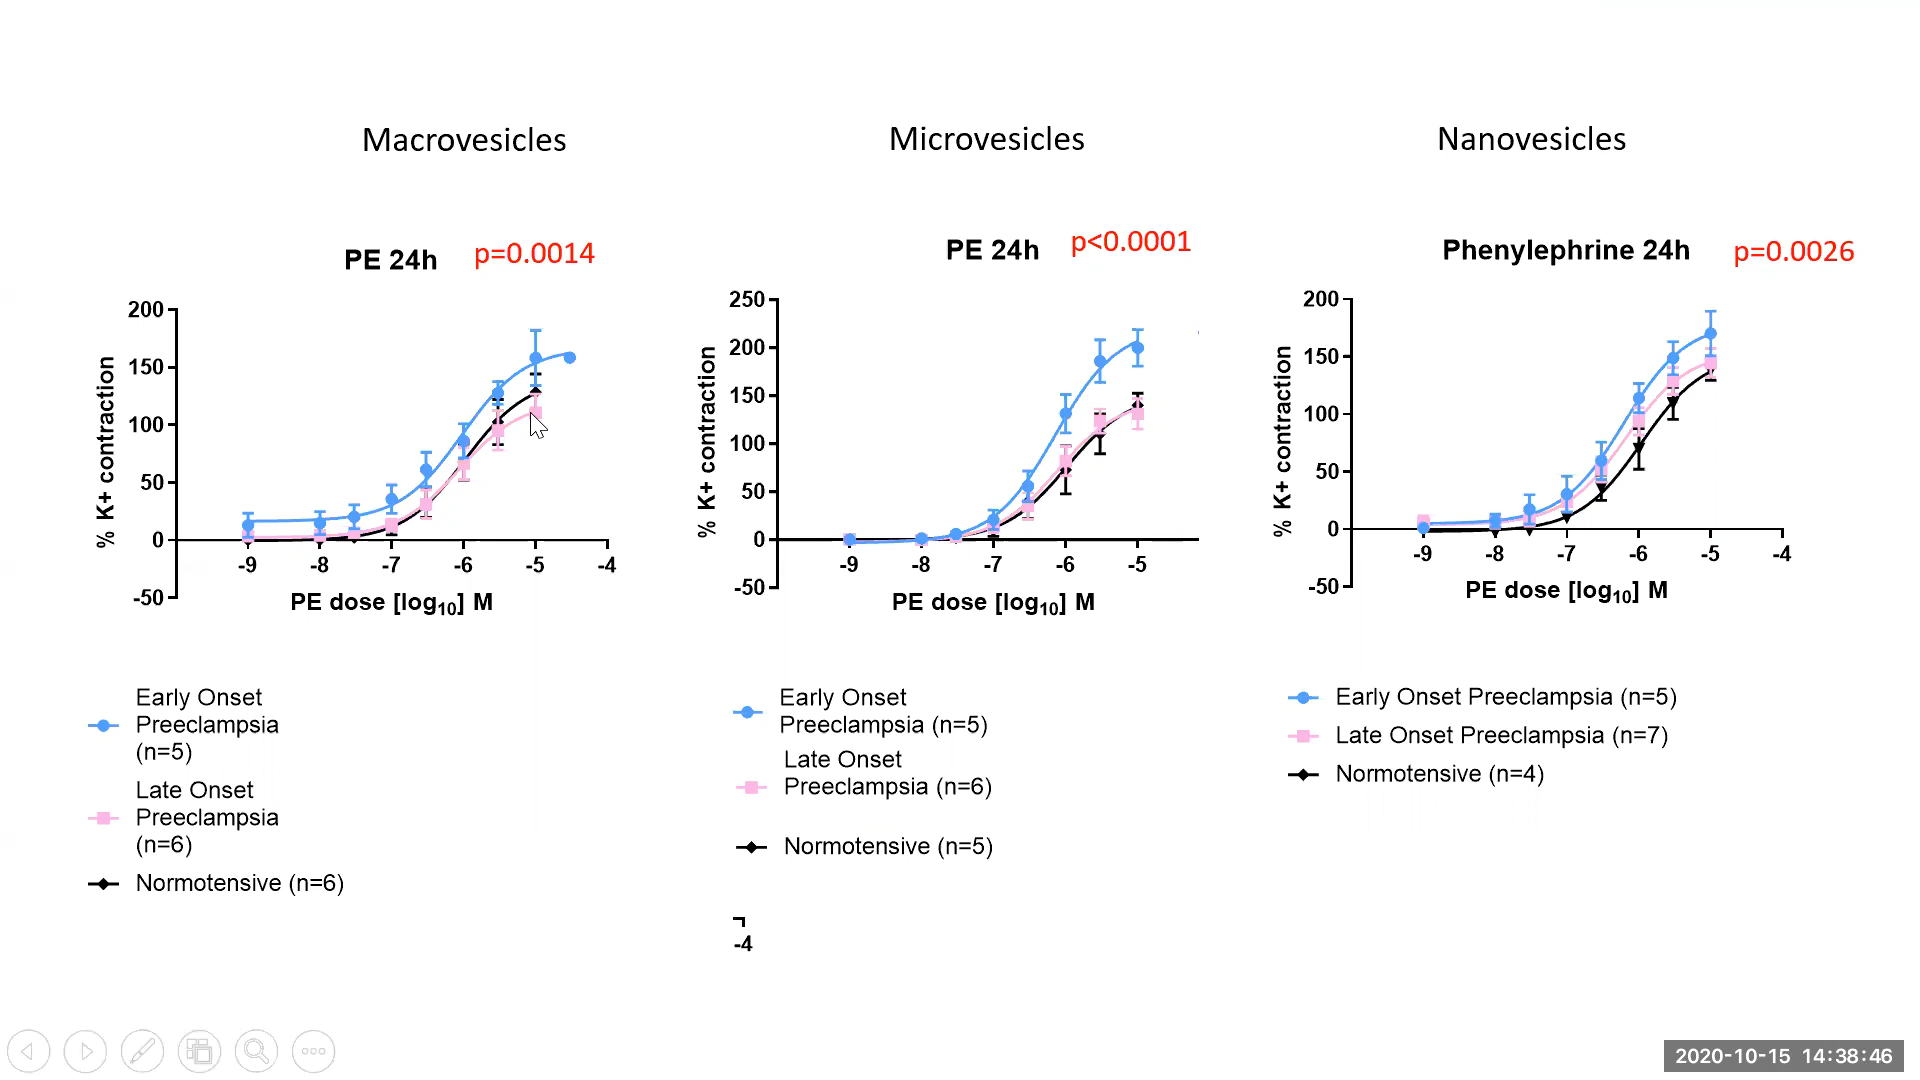 Macrovesicles
Microvesicles
Nanovesicles
PE 24h
p=0.0014
200
150
100
50
0
-50
% K+ contraction
-9
-8
-7
-6
-5
-4
PE dose [log10] M
Early Onset
Preeclampsia
(n=5)
Late Onset
Preeclampsia
(n=6)
Normotensive (n=6)
PE 24h
p<0.0001
250
200
150
100
50
0
-50
% K+ contraction
-9
-8
-7
-6
-5
PE dose [log10] M
Early Onset
Preeclampsia (n=5)
Late Onset
Preeclampsia (n=6)
Normotensive (n=5)
-4
Phenylephrine 24h
p=0.0026
200
150
100
50
0
-50
% K+ contraction
-9
-8
-7
-6
-5
-4
PE dose [log10] M
Early Onset Preeclampsia (n=5)
Late Onset Preeclampsia (n=7)
Normotensive (n=4)
2020-10-15 14:38:46